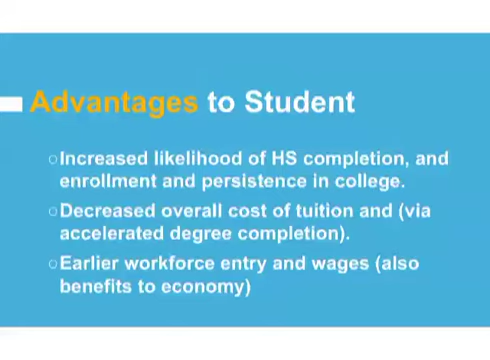 Advantages to Student
○Increased likelihood of HS completion, and
enrollment and persistence in college.
○Decreased overall cost of tuition and (via
accelerated degree completion).
○Earlier workforce entry and wages (also
benefits to economy)